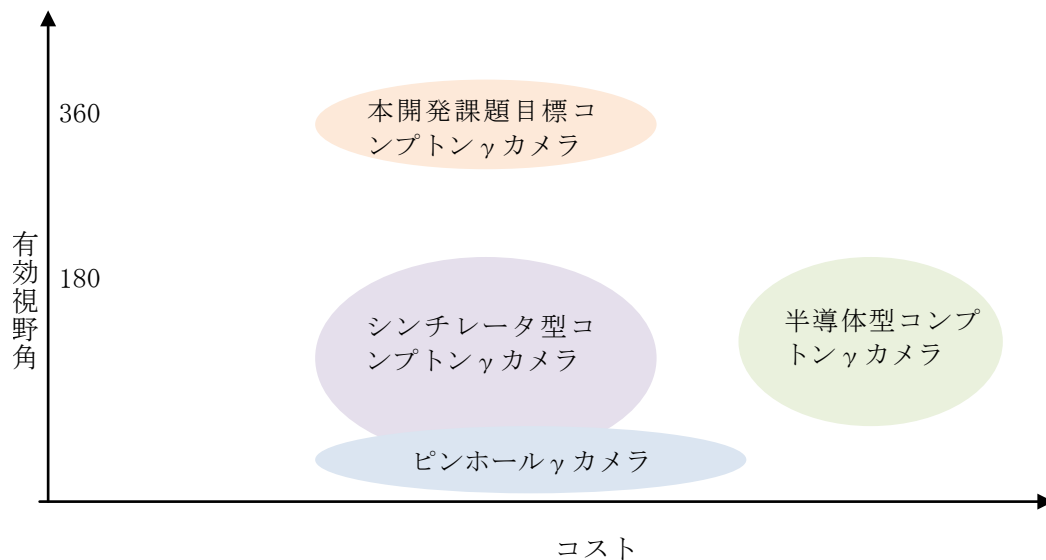 360
本開発課題目標コ
ンプトンγカメラ
有効視野角
180
シンチレータ型コ
ンプトンγカメラ
半導体型コンプ
トンγカメラ
ピンホールγカメラ
コスト